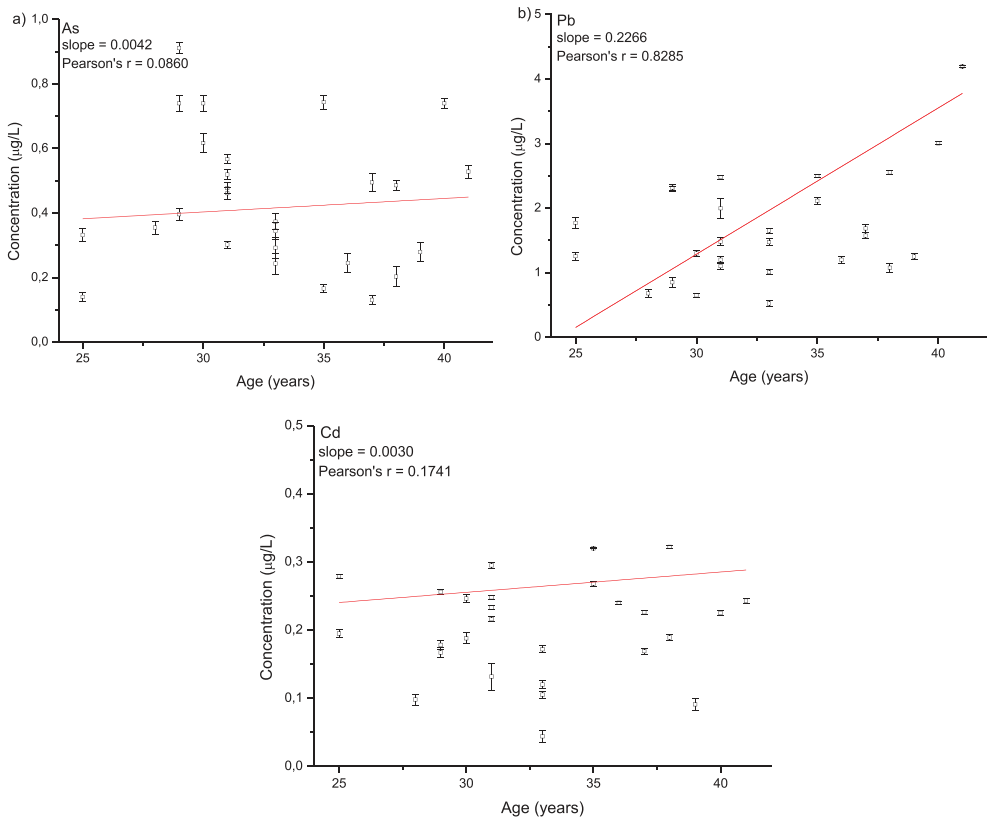 a)
As
slope = 0.0042
Pearson's r = 0.0860
1,0
0,8
0,6
0,4
0,2
0,0
Concentration (µg/L)
25 30 35 40
Age (years)
b)
Pb
slope = 0.2266
Pearson's r = 0.8285
5
4
3
2
1
0
Concentration (µg/L)
25 30 35 40
Age (years)
Cd
slope = 0.0030
Pearson's r = 0.1741
0,5
0,4
0,3
0,2
0,1
0,0
Concentration (µg/L)
25 30 35 40
Age (years)